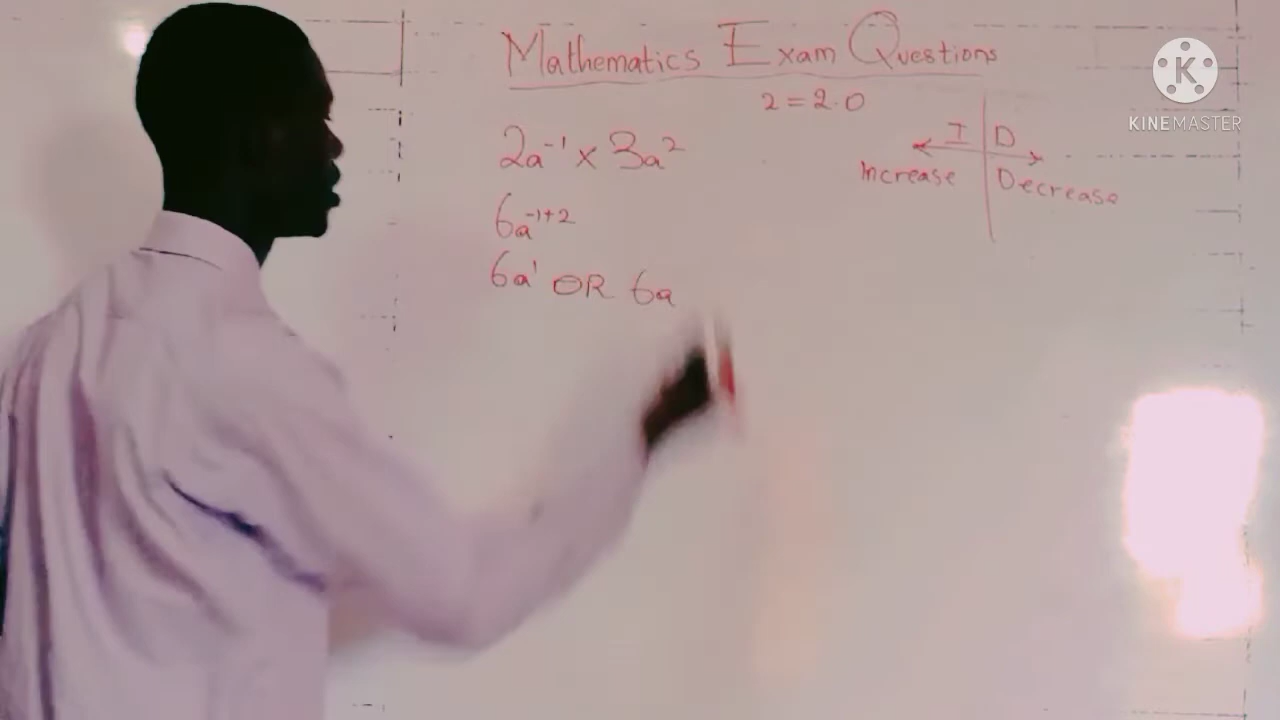 Mathematics Exam Questions
2 = 2.0
2a⁻¹ x 3a²
6a⁻¹⁺²
6a¹ OR 6a
I D
Increase Decrease
K
KINEMASTER